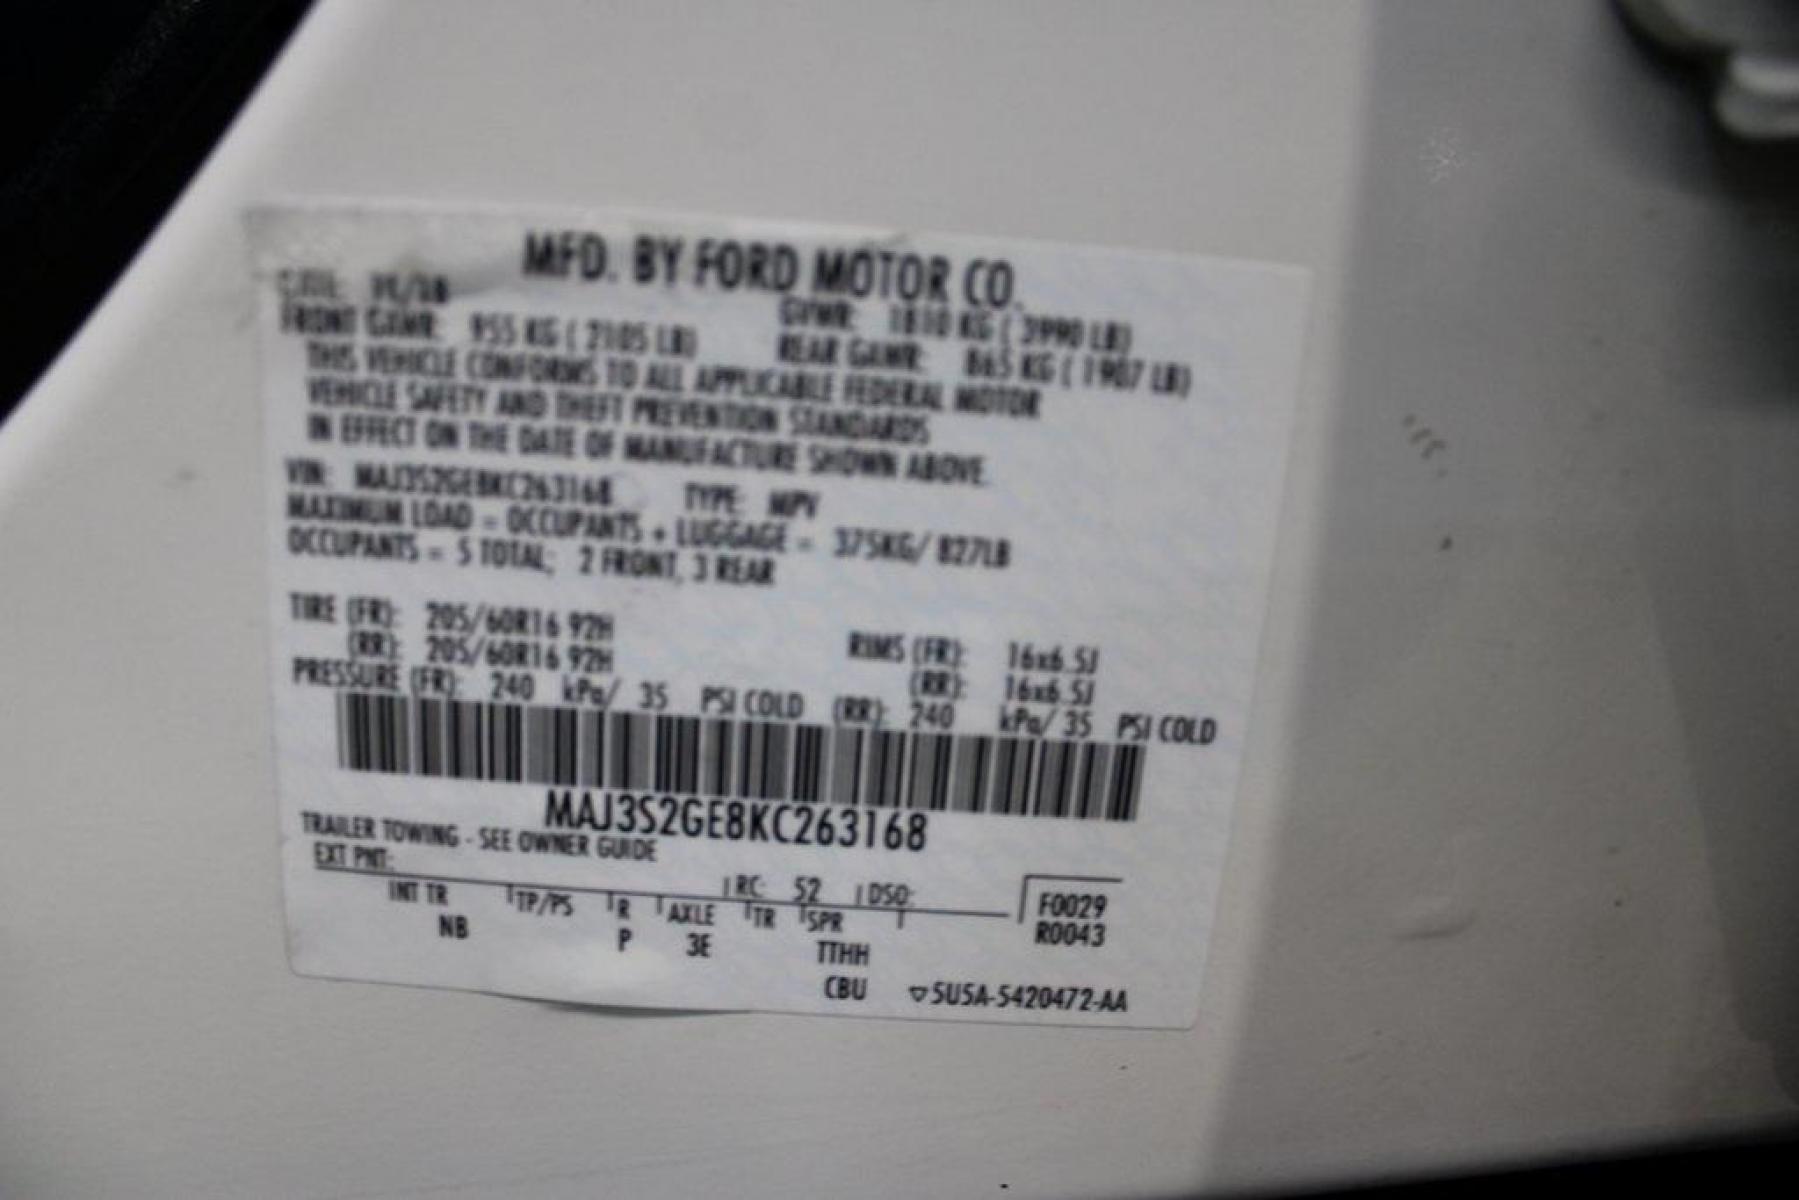 MFD. BY FORD MOTOR CO.
GVWR: 1810 KG ( 3990 LB)
FRONT GAWR: 955 KG ( 2105 LB) REAR GAWR: 865 KG ( 1907 LB)
THIS VEHICLE CONFORMS TO ALL APPLICABLE FEDERAL MOTOR
VEHICLE SAFETY AND THEFT PREVENTION STANDARDS
IN EFFECT ON THE DATE OF MANUFACTURE SHOWN ABOVE.
VIN: MAJ3S2GE8KC263168 TYPE: MPV
MAXIMUM LOAD = OCCUPANTS + LUGGAGE = 375KG/ 827LB
OCCUPANTS = 5 TOTAL; 2 FRONT, 3 REAR
TIRE (FR): 205/60R16 92H RIMS (FR): 16x6.5J
(RR): 205/60R16 92H (RR): 16x6.5J
PRESSURE (FR): 240 kPa/ 35 PSI COLD (RR): 240 kPa/ 35 PSI COLD
MAJ3S2GE8KC263168
TRAILER TOWING - SEE OWNER GUIDE
EXT PNT: RC: 52 DSO: F0029
INT TR TP/PS R AXLE TR SPR R0043
NB P 3E TTHH
CBU ▽5U5A-5420472-AA